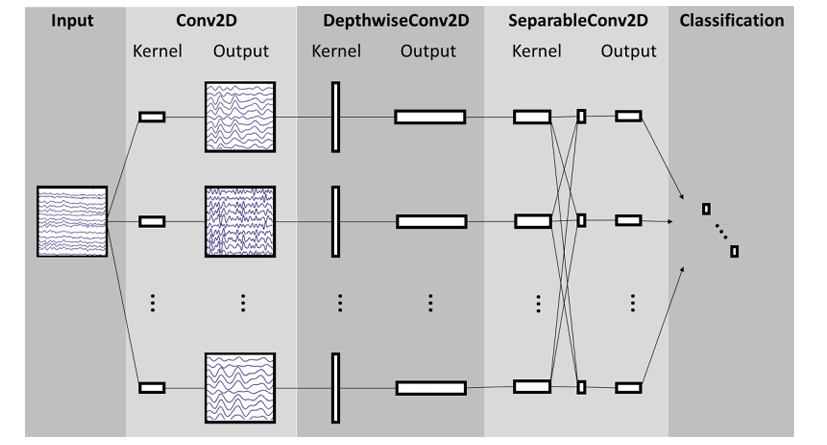 Input Conv2D DepthwiseConv2D SeparableConv2D Classification
Kernel Output Kernel Output Kernel Output